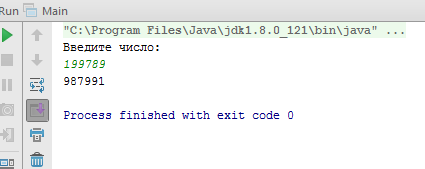 Run Main
"C:\Program Files\Java\jdk1.8.0_121\bin\java" ...
Введите число:
199789
987991
Process finished with exit code 0